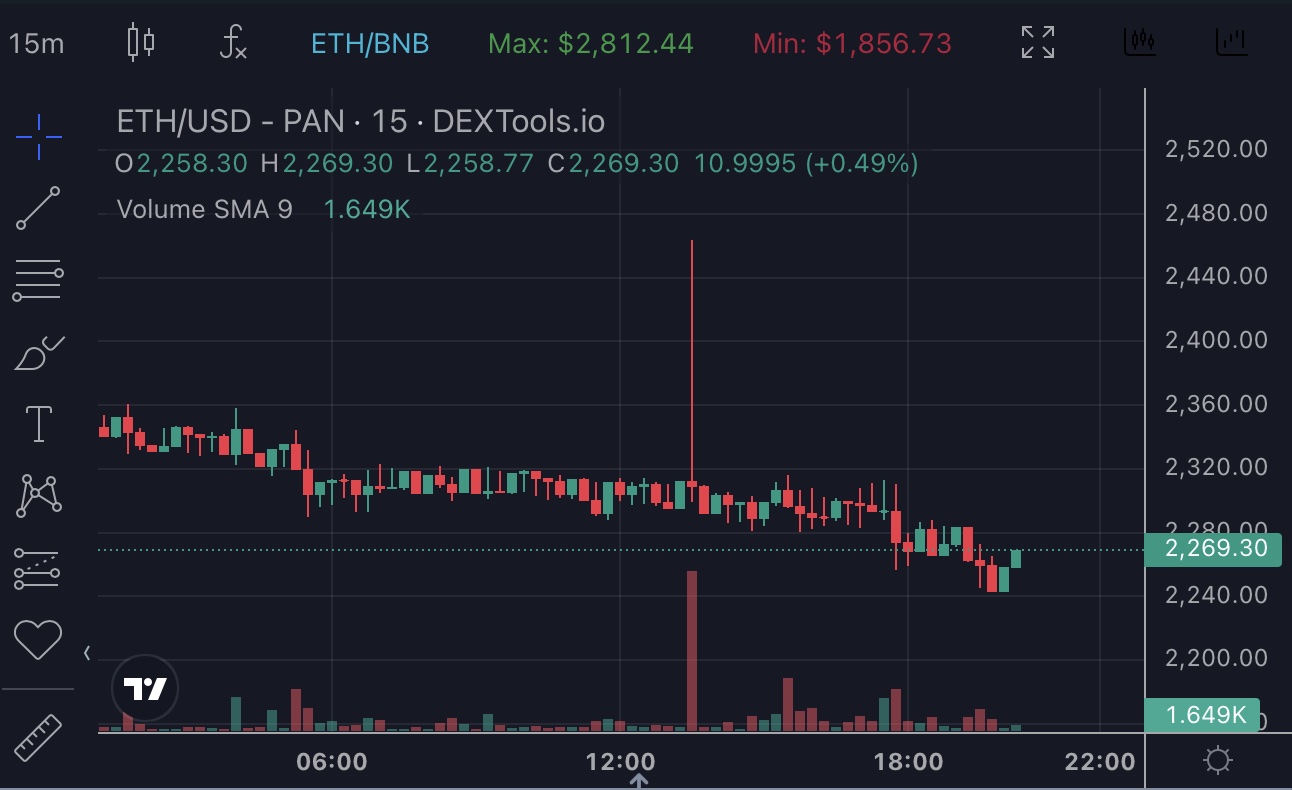 15m ETH/BNB Max: $2,812.44 Min: $1,856.73
ETH/USD - PAN · 15 · DEXTools.io
O2,258.30 H2,269.30 L2,258.77 C2,269.30 10.9995 (+0.49%)
Volume SMA 9 1.649K
2,520.00
2,480.00
2,440.00
2,400.00
2,360.00
2,320.00
2,280.00
2,269.30
2,240.00
2,200.00
1.649K
06:00 12:00 18:00 22:00